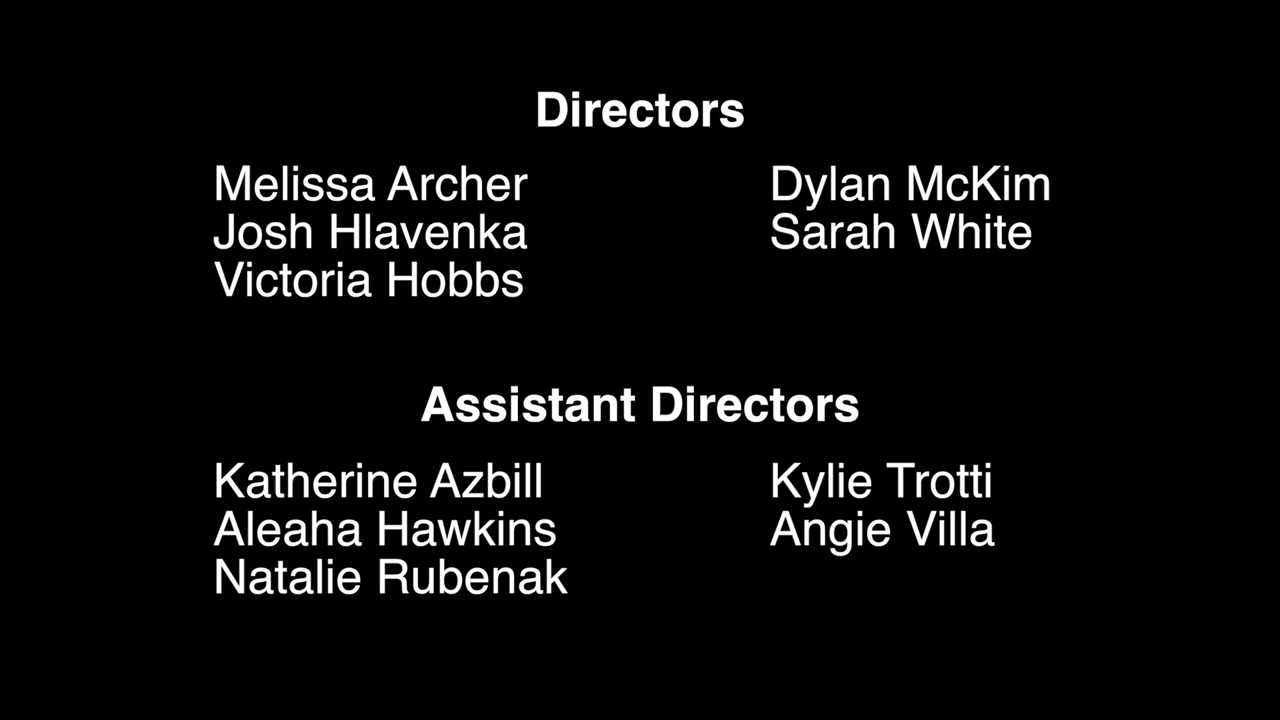 Directors
Melissa Archer
Josh Hlavenka
Victoria Hobbs
Dylan McKim
Sarah White
Assistant Directors
Katherine Azbill
Aleaha Hawkins
Natalie Rubenak
Kylie Trotti
Angie Villa